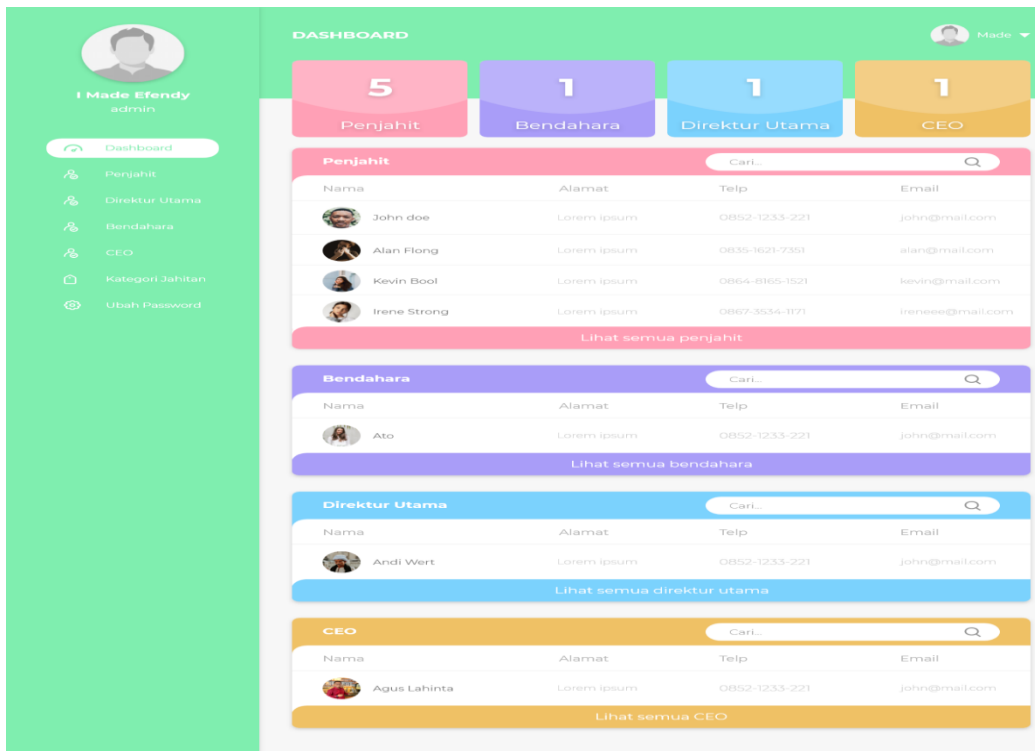 I Made Efendy
admin
Dashboard
Penjahit
Direktur Utama
Bendahara
CEO
Kategori Jahitan
Ubah Password
DASHBOARD
Made
5
Penjahit
1
Bendahara
1
Direktur Utama
1
CEO
Penjahit
Cari...
Nama Alamat Telp Email
John doe Lorem ipsum 0852-1233-221 john@mail.com
Alan Flong Lorem ipsum 0835-1621-7351 alan@mail.com
Kevin Bool Lorem ipsum 0864-8165-1521 kevin@mail.com
Irene Strong Lorem ipsum 0867-3534-1171 ireneee@mail.com
Lihat semua penjahit
Bendahara
Cari...
Nama Alamat Telp Email
Ato Lorem ipsum 0852-1233-221 john@mail.com
Lihat semua bendahara
Direktur Utama
Cari...
Nama Alamat Telp Email
Andi Wert Lorem ipsum 0852-1233-221 john@mail.com
Lihat semua direktur utama
CEO
Cari...
Nama Alamat Telp Email
Agus Lahinta Lorem ipsum 0852-1233-221 john@mail.com
Lihat semua CEO